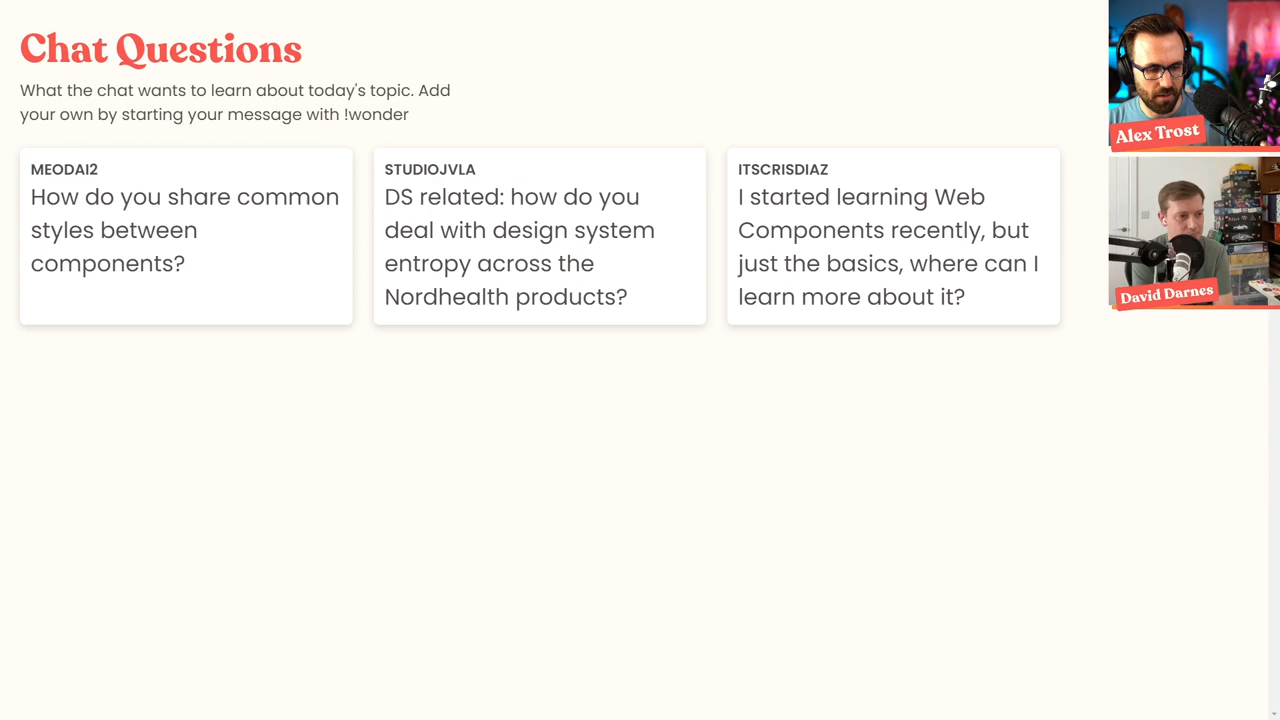 Chat Questions
What the chat wants to learn about today's topic. Add
your own by starting your message with !wonder
MEODAI2
How do you share common
styles between
components?
STUDIOJVLA
DS related: how do you
deal with design system
entropy across the
Nordhealth products?
ITSCRISDIAZ
I started learning Web
Components recently, but
just the basics, where can I
learn more about it?
Alex Trost
David Darnes